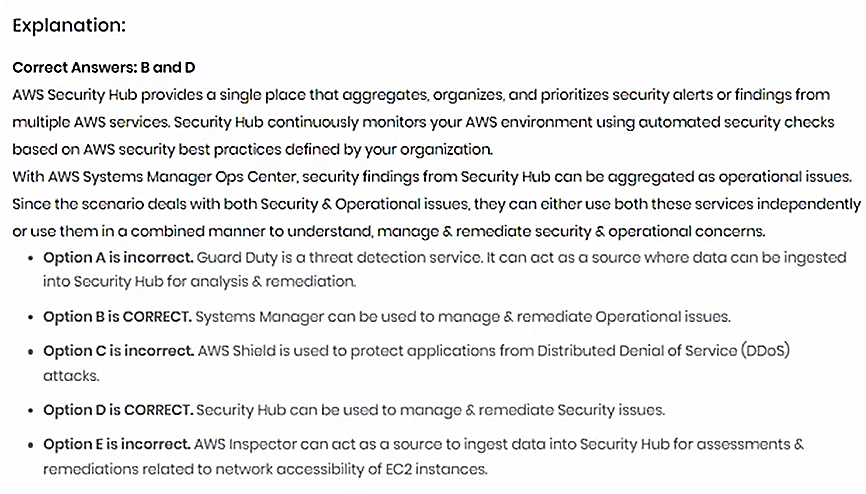 Explanation:
Correct Answers: B and D
AWS Security Hub provides a single place that aggregates, organizes, and prioritizes security alerts or findings from
multiple AWS services. Security Hub continuously monitors your AWS environment using automated security checks
based on AWS security best practices defined by your organization.
With AWS Systems Manager Ops Center, security findings from Security Hub can be aggregated as operational issues.
Since the scenario deals with both Security & Operational issues, they can either use both these services independently
or use them in a combined manner to understand, manage & remediate security & operational concerns.
• Option A is incorrect. Guard Duty is a threat detection service. It can act as a source where data can be ingested
into Security Hub for analysis & remediation.
• Option B is CORRECT. Systems Manager can be used to manage & remediate Operational issues.
• Option C is incorrect. AWS Shield is used to protect applications from Distributed Denial of Service (DDoS)
attacks.
• Option D is CORRECT. Security Hub can be used to manage & remediate Security issues.
• Option E is incorrect. AWS Inspector can act as a source to ingest data into Security Hub for assessments &
remediations related to network accessibility of EC2 instances.